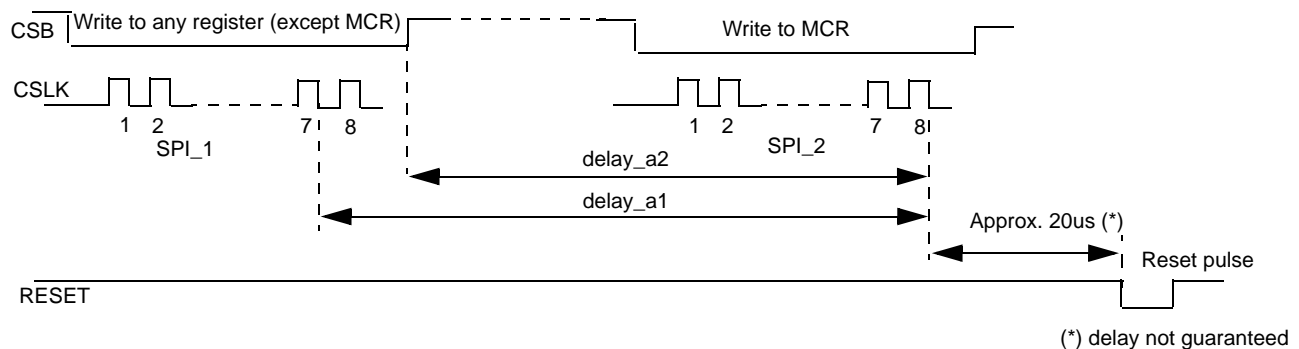 CSB
Write to any register (except MCR)
Write to MCR
CSLK
1 2 7 8
1 2 7 8
SPI_1
SPI_2
delay_a2
delay_a1
Approx. 20us (*)
Reset pulse
RESET
(*) delay not guaranteed